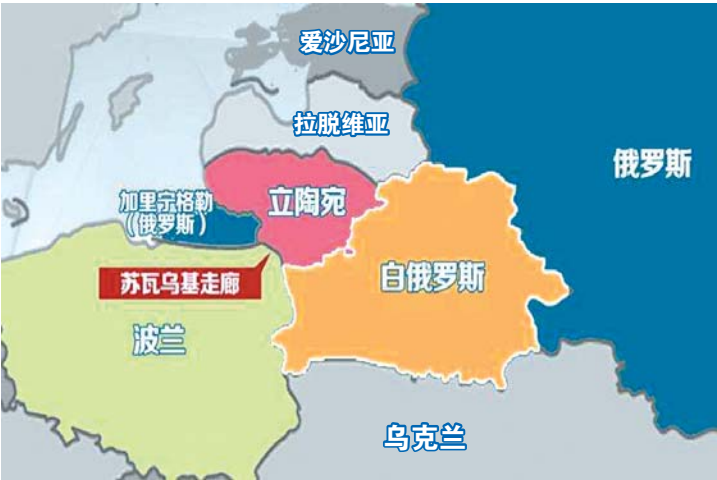 爱沙尼亚
拉脱维亚
俄罗斯
加里宁格勒
（俄罗斯）
立陶宛
苏瓦乌基走廊
白俄罗斯
波兰
乌克兰